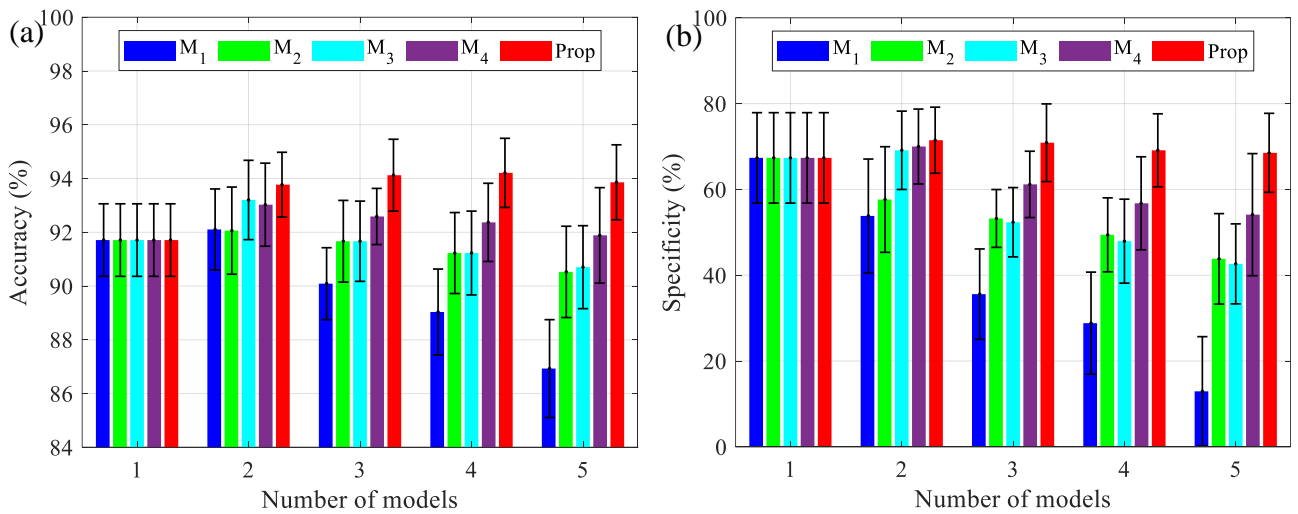 (a)
M1 M2 M3 M4 Prop
Accuracy (%)
100
98
96
94
92
90
88
86
84
1 2 3 4 5
Number of models
(b)
M1 M2 M3 M4 Prop
Specificity (%)
100
80
60
40
20
0
1 2 3 4 5
Number of models